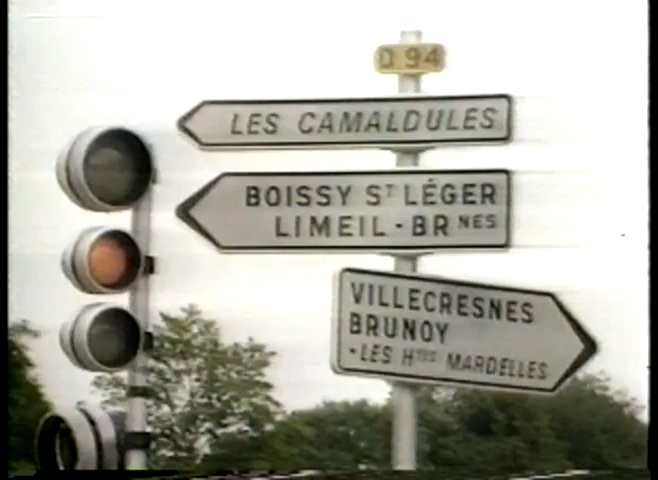 D 94
LES CAMALDULES
BOISSY ST LÉGER
LIMEIL-BRNES
VILLECRESNES
BRUNOY
-LES HTES MARDELLES